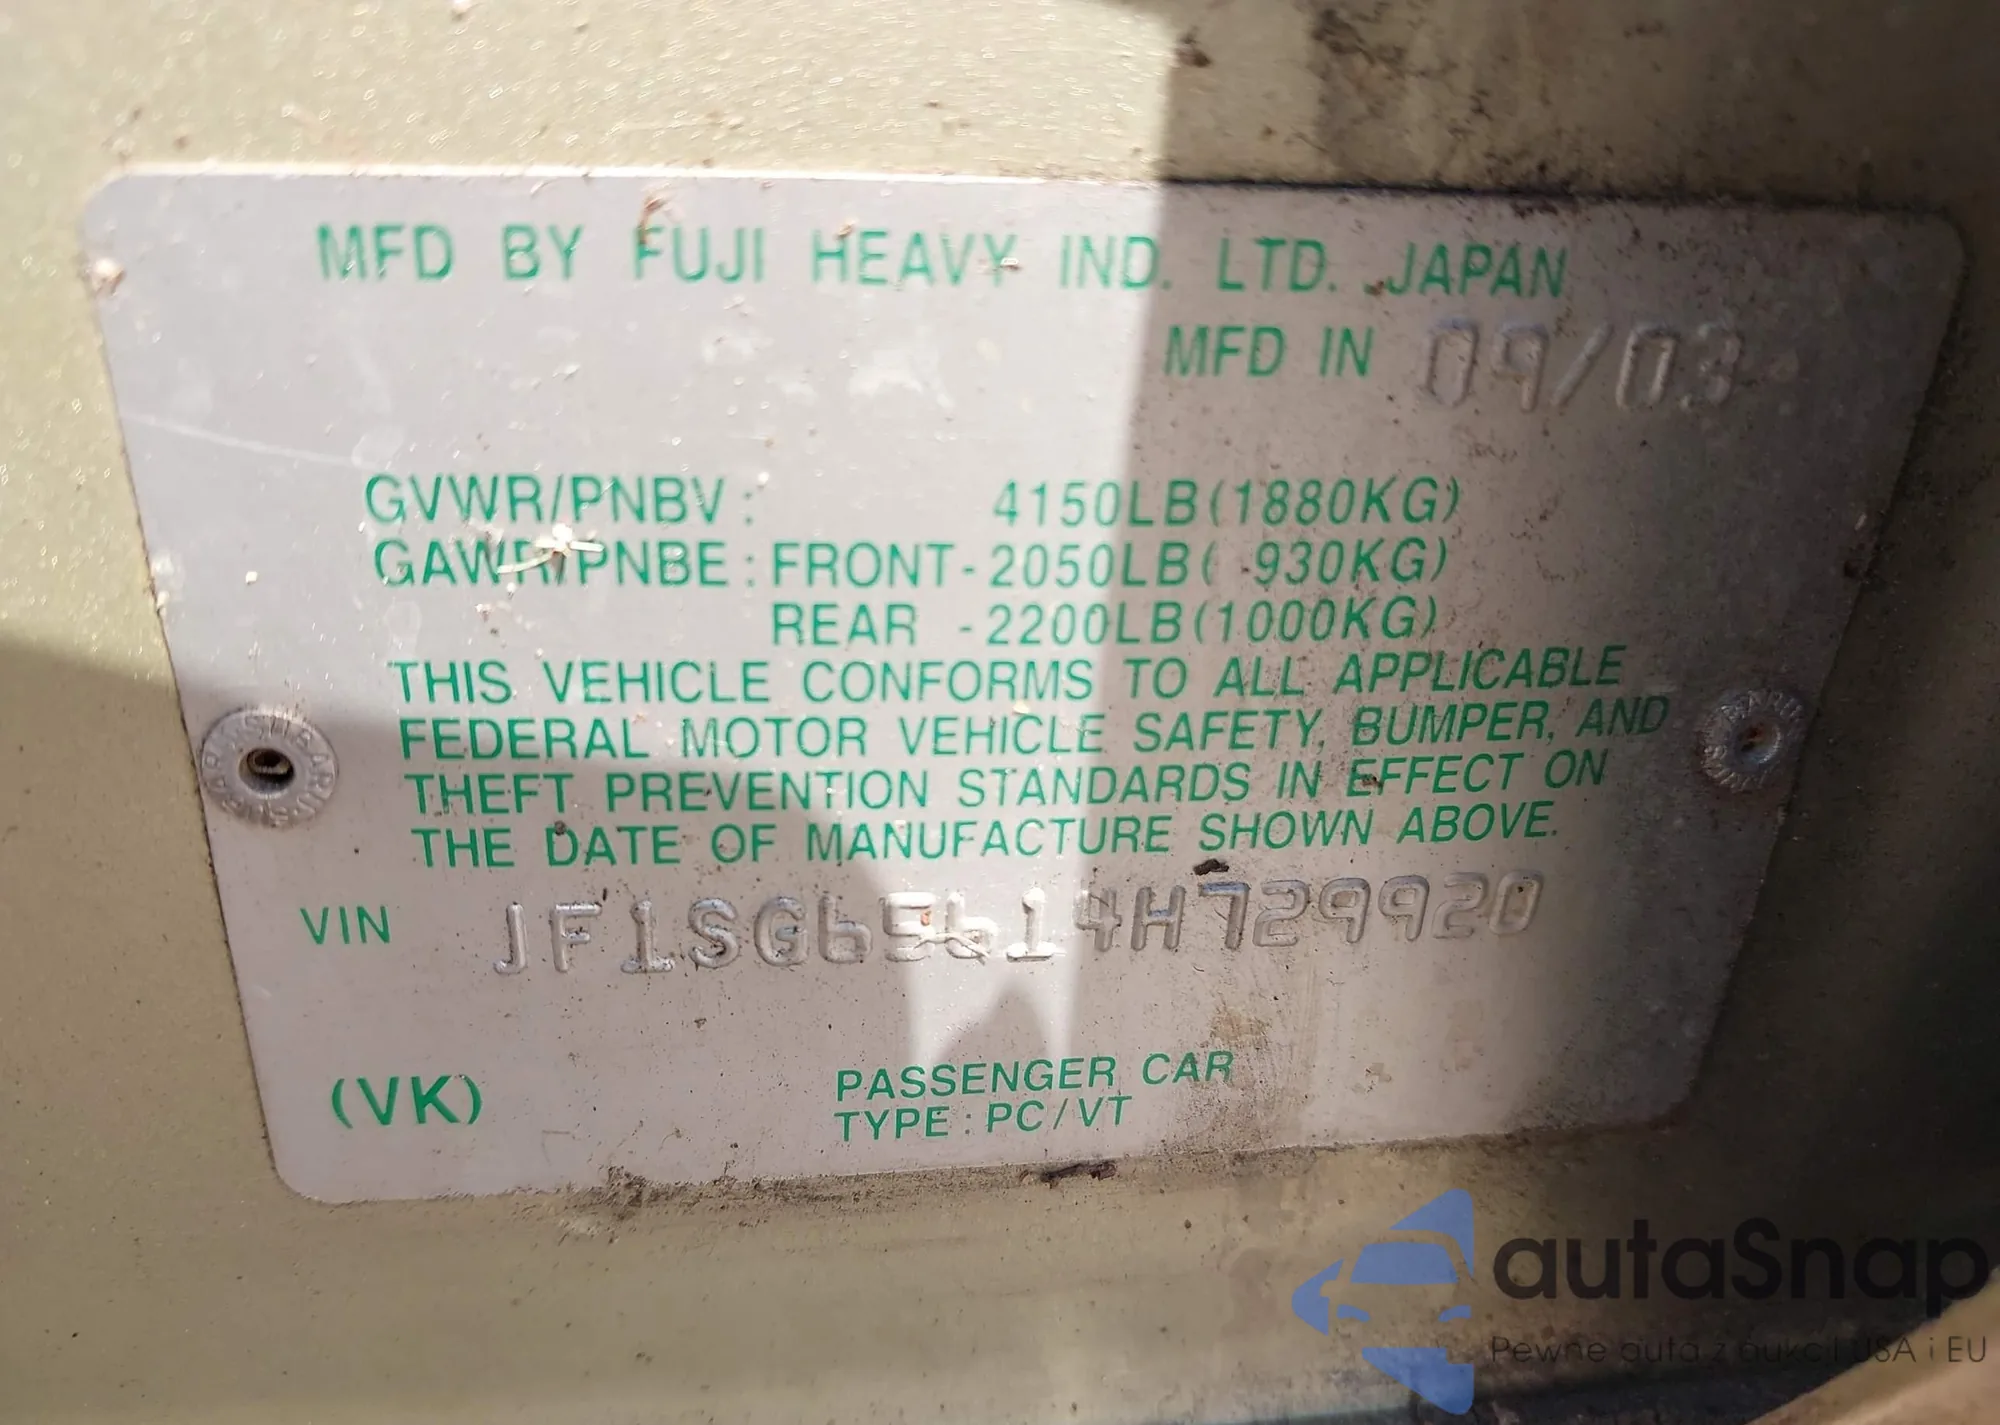 MFD BY FUJI HEAVY IND. LTD. JAPAN
MFD IN 09/03
GVWR/PNBV: 4150LB(1880KG)
GAWR/PNBE: FRONT-2050LB( 930KG)
REAR -2200LB(1000KG)
THIS VEHICLE CONFORMS TO ALL APPLICABLE
FEDERAL MOTOR VEHICLE SAFETY, BUMPER, AND
THEFT PREVENTION STANDARDS IN EFFECT ON
THE DATE OF MANUFACTURE SHOWN ABOVE.
VIN JF1SG65614H729920
(VK)
PASSENGER CAR
TYPE: PC/VT
autaSnap
Pewne auta z aukcji USA i EU